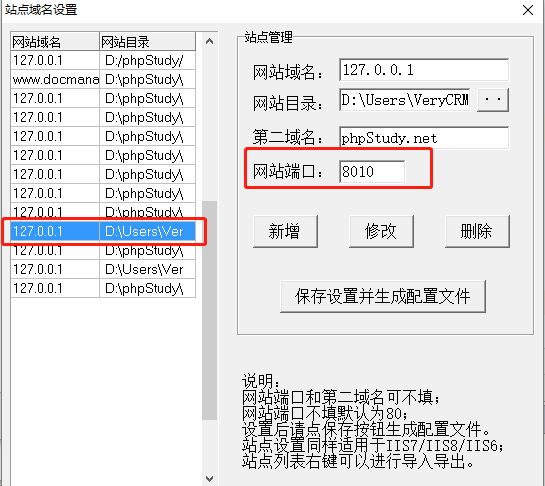 站点域名设置
网站域名 网站目录
127.0.0.1 D:/phpStudy/
www.docmana D:\phpStudy\
127.0.0.1 D:\phpStudy\
127.0.0.1 D:\phpStudy\
127.0.0.1 D:\phpStudy\
127.0.0.1 D:\phpStudy\
127.0.0.1 D:\phpStudy\
127.0.0.1 D:\phpStudy\
127.0.0.1 D:\phpStudy\
127.0.0.1 D:\Users\Ver
127.0.0.1 D:\phpStudy\
127.0.0.1 D:\Users\Ver
127.0.0.1 D:\phpStudy\
站点管理
网站域名： 127.0.0.1
网站目录： D:\Users\VeryCRM ..
第二域名： phpStudy.net
网站端口： 8010
新增 修改 删除
保存设置并生成配置文件
说明：
网站端口和第二域名可不填；
网站端口不填默认为80；
设置后请点保存按钮生成配置文件。
站点设置同样适用于IIS7/IIS8/IIS6；
站点列表右键可以进行导入导出。